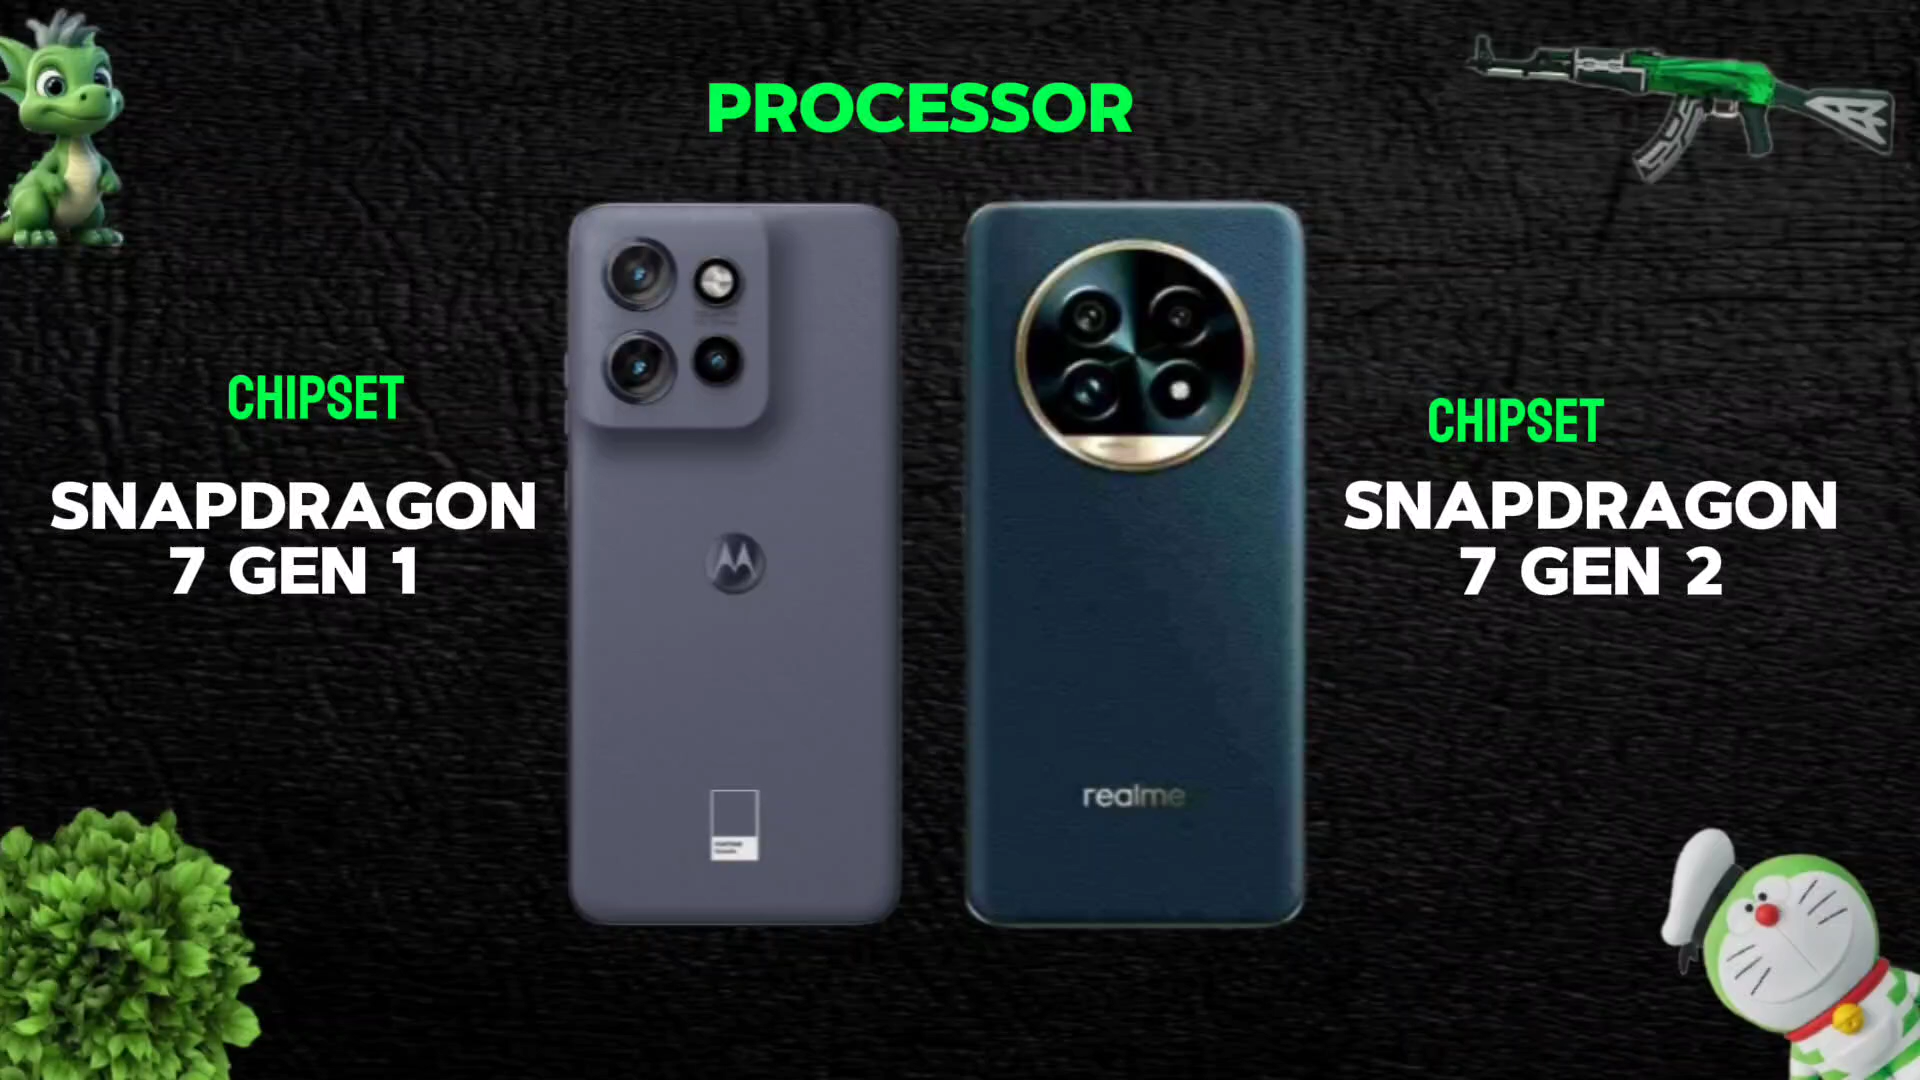 PROCESSOR
CHIPSET
SNAPDRAGON
7 GEN 1
CHIPSET
SNAPDRAGON
7 GEN 2
realme